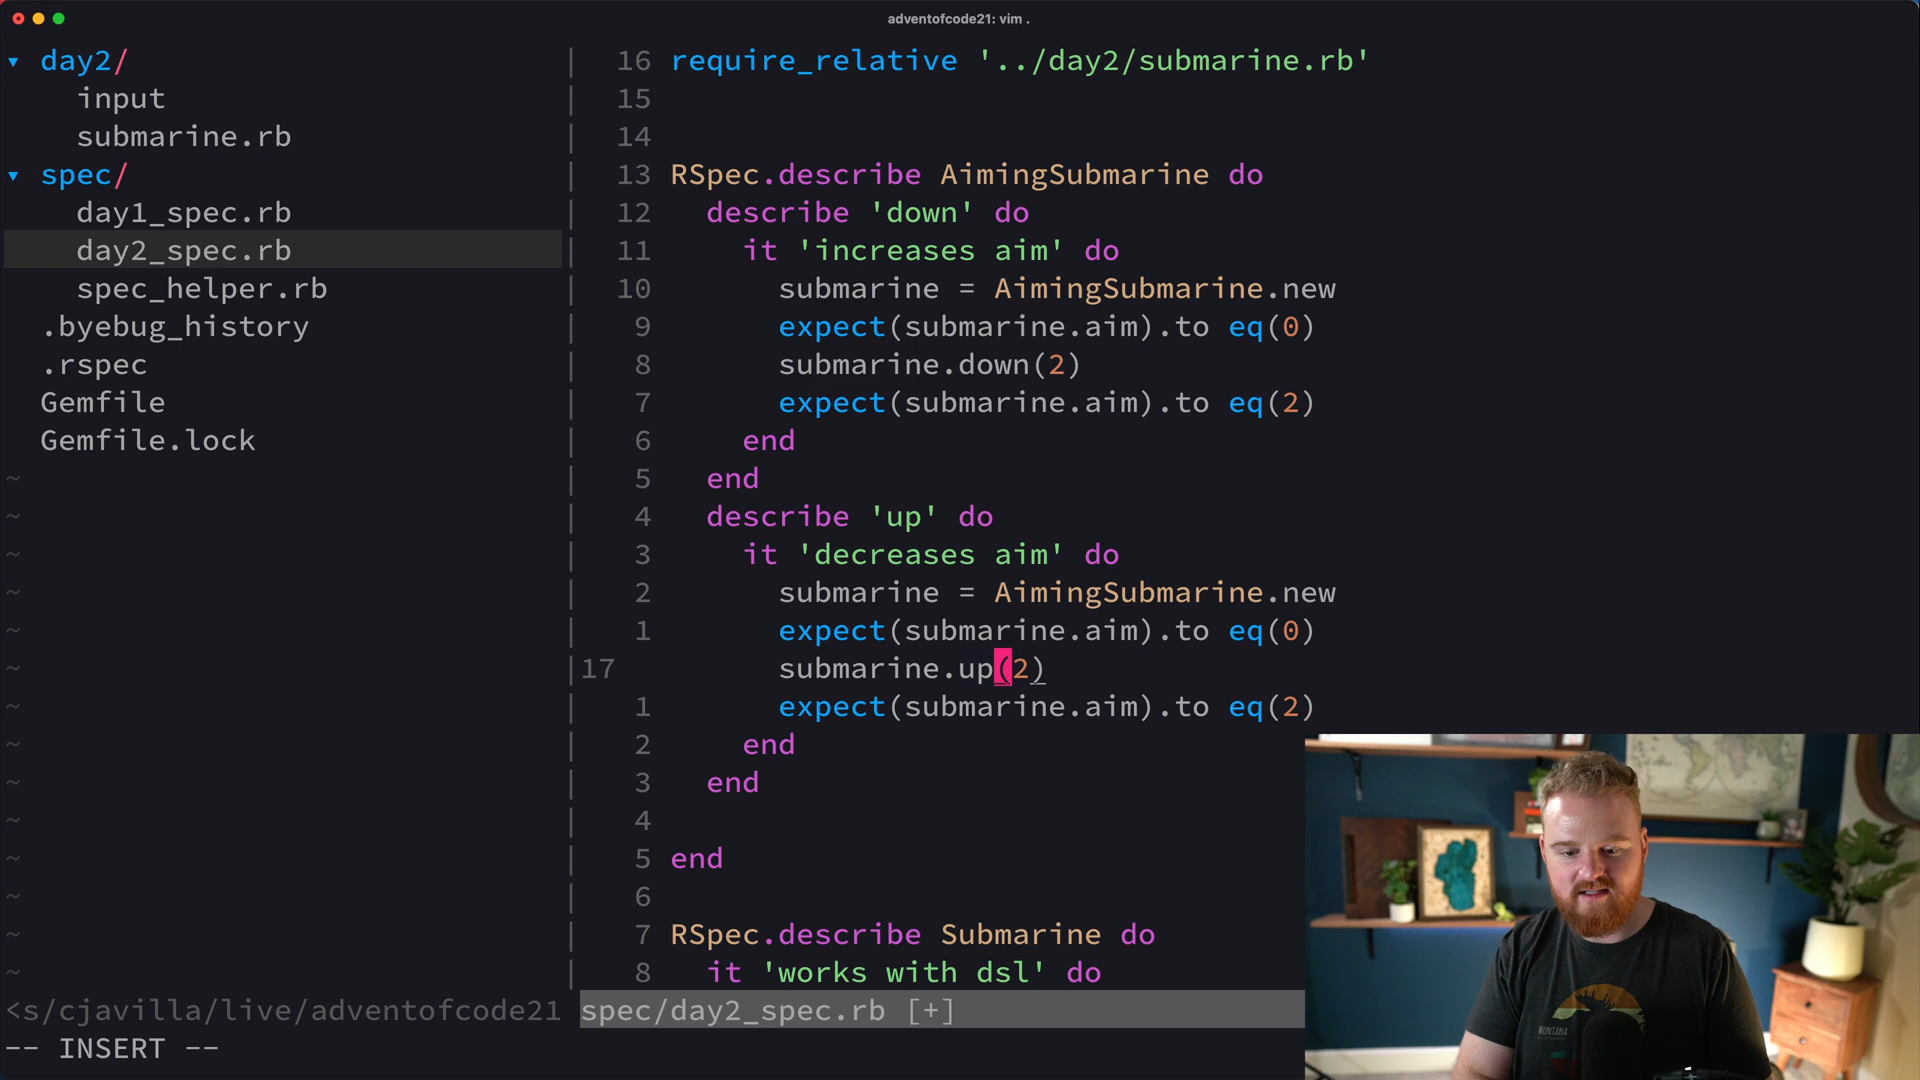 adventofcode21: vim .
▾ day2/
input
submarine.rb
▾ spec/
day1_spec.rb
day2_spec.rb
spec_helper.rb
.byebug_history
.rspec
Gemfile
Gemfile.lock
~
~
~
~
~
~
~
~
~
~
~
~
~
~
<s/cjavilla/live/adventofcode21
16 require_relative '../day2/submarine.rb'
15
14
13 RSpec.describe AimingSubmarine do
12 describe 'down' do
11 it 'increases aim' do
10 submarine = AimingSubmarine.new
9 expect(submarine.aim).to eq(0)
8 submarine.down(2)
7 expect(submarine.aim).to eq(2)
6 end
5 end
4 describe 'up' do
3 it 'decreases aim' do
2 submarine = AimingSubmarine.new
1 expect(submarine.aim).to eq(0)
17 submarine.up(2)
1 expect(submarine.aim).to eq(2)
2 end
3 end
4
5 end
6
7 RSpec.describe Submarine do
8 it 'works with dsl' do
spec/day2_spec.rb [+]
-- INSERT --
MONTANA